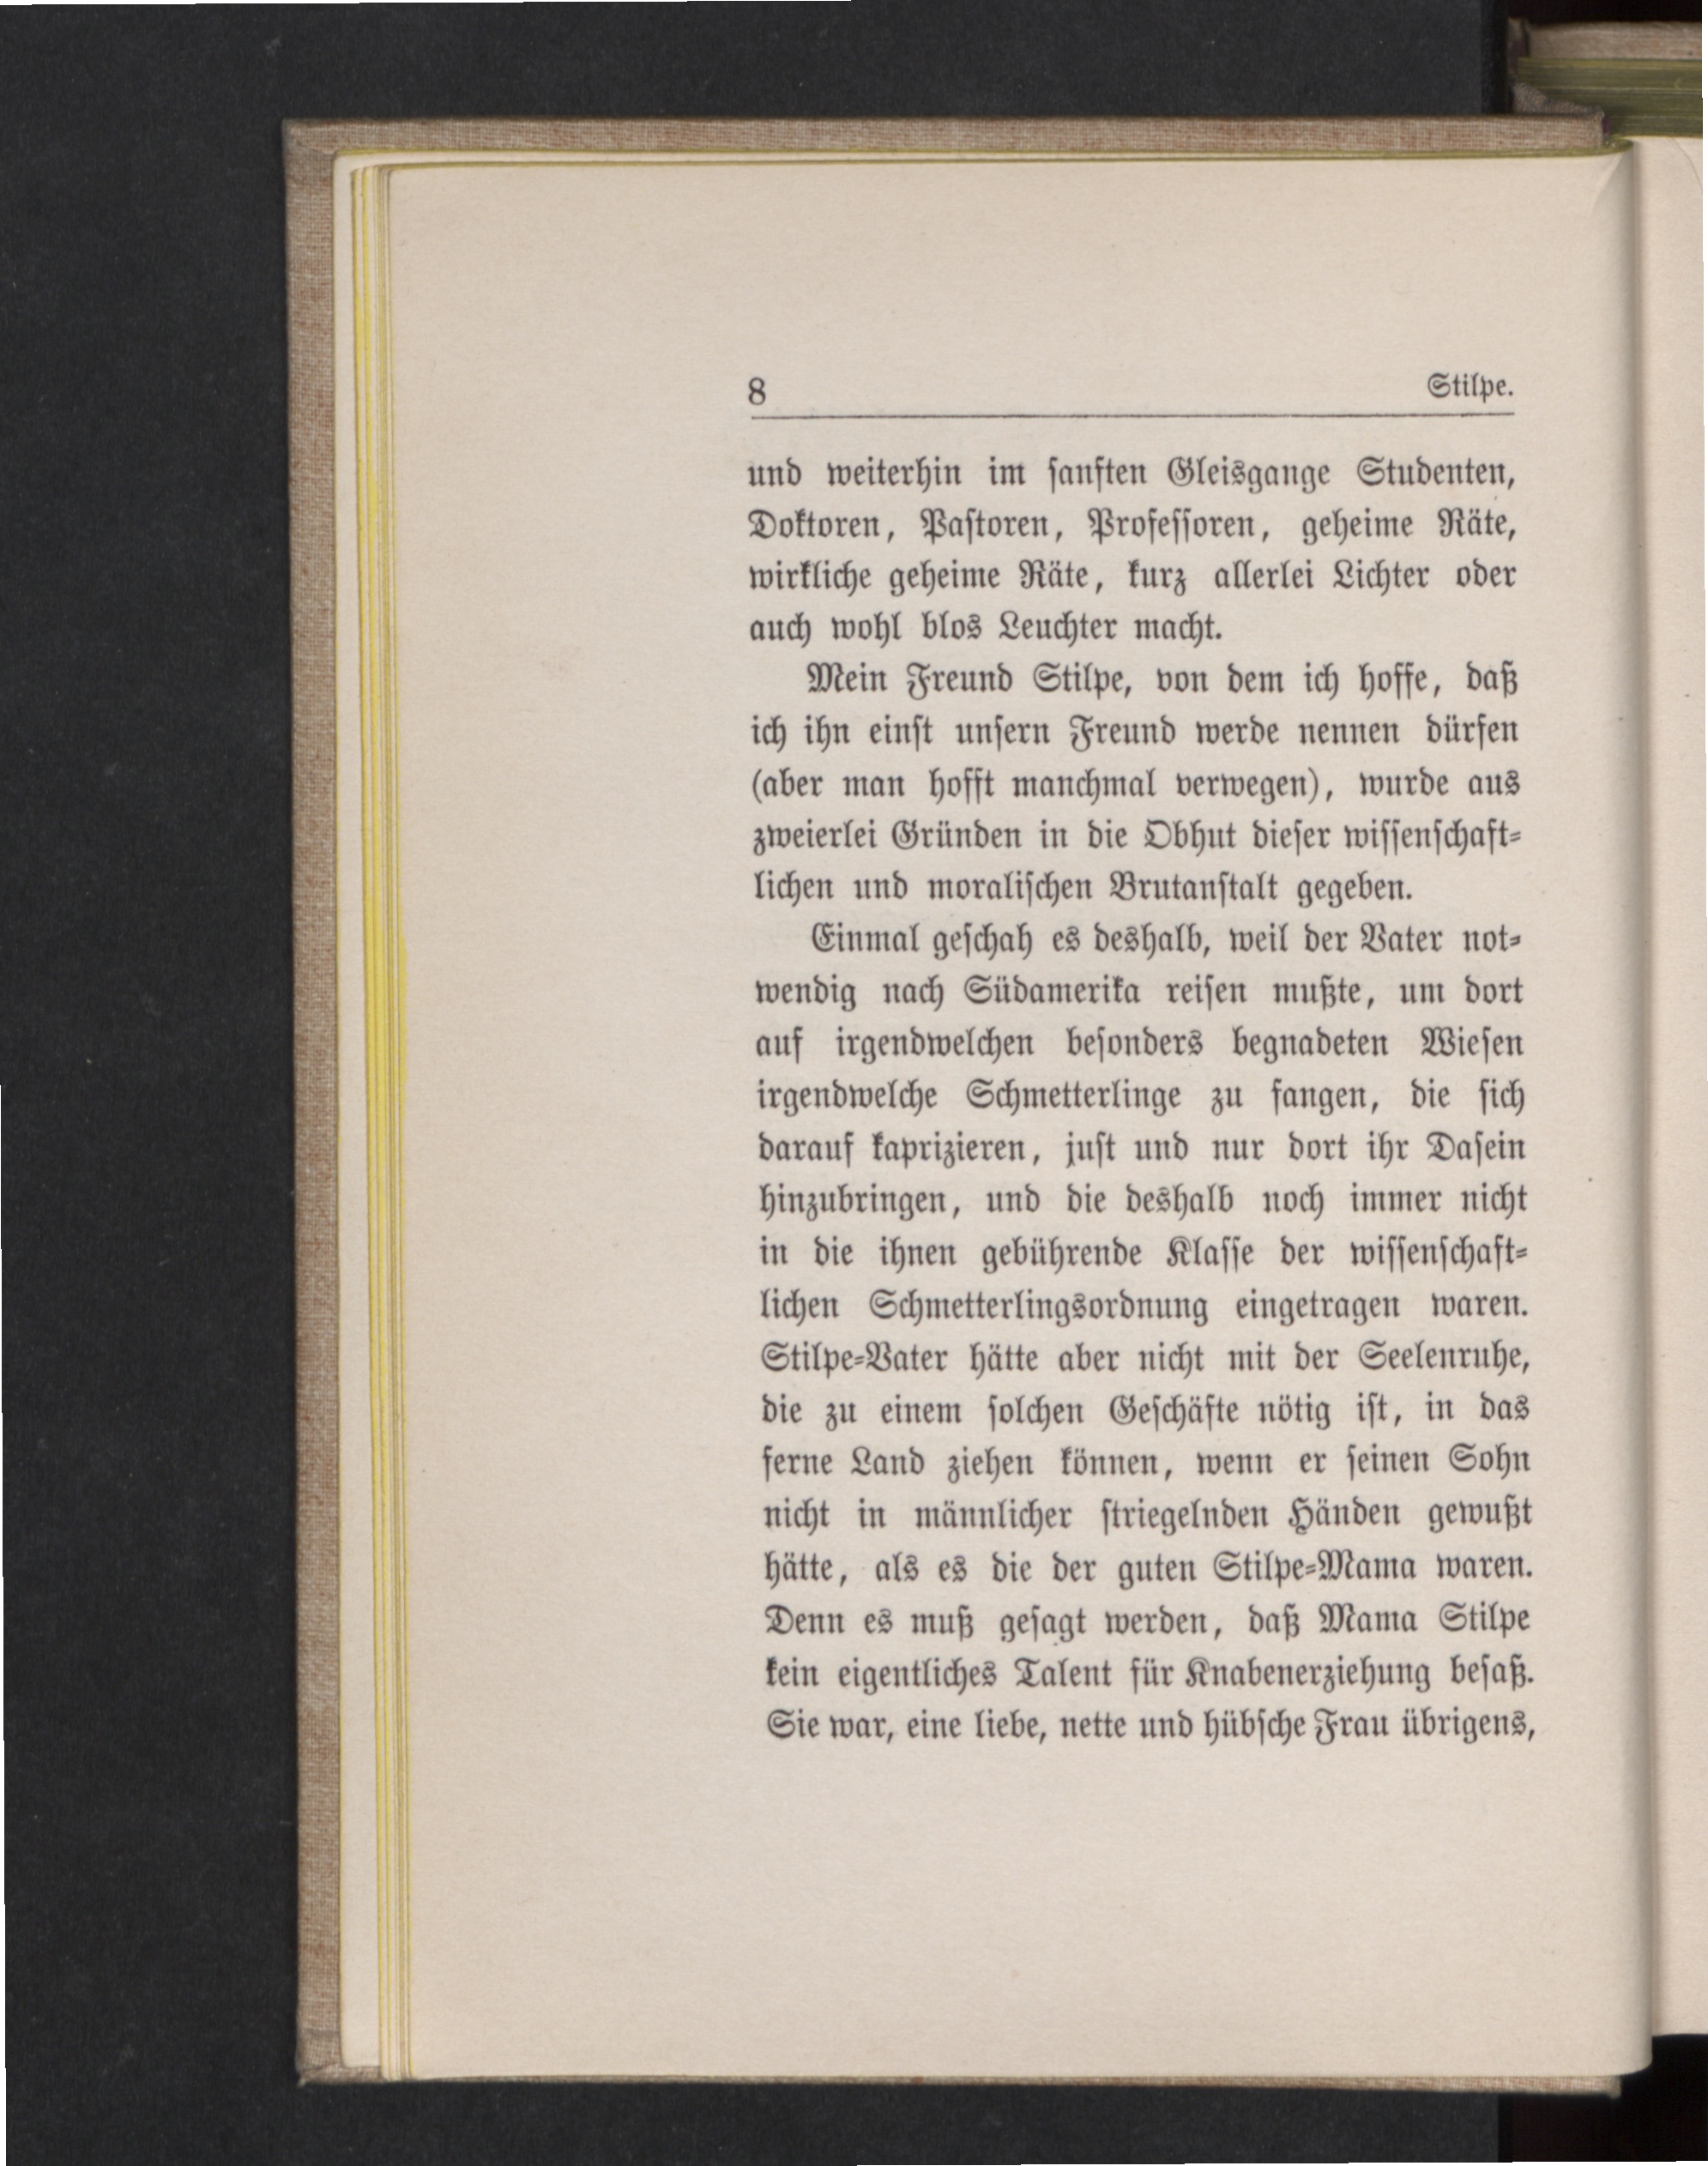 8 Stilpe.
und weiterhin im sanften Gleisgange Studenten,
Doktoren, Pastoren, Professoren, geheime Räte,
wirkliche geheime Räte, kurz allerlei Lichter oder
auch wohl blos Leuchter macht.
Mein Freund Stilpe, von dem ich hoffe, daß
ich ihn einst unsern Freund werde nennen dürfen
(aber man hofft manchmal verwegen), wurde aus
zweierlei Gründen in die Obhut dieser wissenschaft-
lichen und moralischen Brutanstalt gegeben.
Einmal geschah es deshalb, weil der Vater not-
wendig nach Südamerika reisen mußte, um dort
auf irgendwelchen besonders begnadeten Wiesen
irgendwelche Schmetterlinge zu fangen, die sich
darauf kaprizieren, just und nur dort ihr Dasein
hinzubringen, und die deshalb noch immer nicht
in die ihnen gebührende Klasse der wissenschaft-
lichen Schmetterlingsordnung eingetragen waren.
Stilpe-Vater hätte aber nicht mit der Seelenruhe,
die zu einem solchen Geschäfte nötig ist, in das
ferne Land ziehen können, wenn er seinen Sohn
nicht in männlicher striegelnden Händen gewußt
hätte, als es die der guten Stilpe-Mama waren.
Denn es muß gesagt werden, daß Mama Stilpe
kein eigentliches Talent für Knabenerziehung besaß.
Sie war, eine liebe, nette und hübsche Frau übrigens,